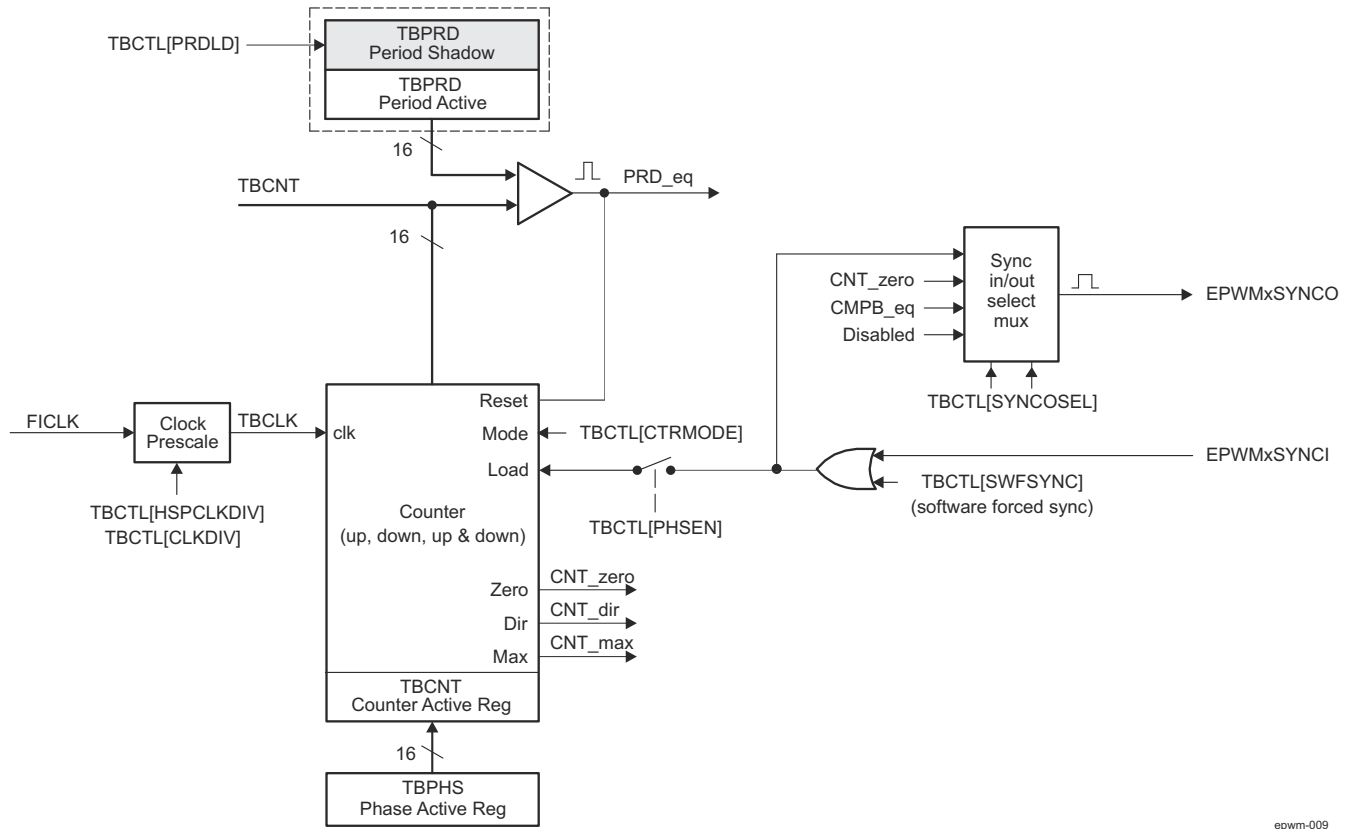 TBPRD
Period Shadow
TBCTL[PRDLD]
TBPRD
Period Active
16
TBCNT
PRD_eq
16
Sync
in/out
select
mux
CNT_zero
CMPB_eq
Disabled
EPWMxSYNCO
TBCTL[SYNCOSEL]
FICLK
Clock
Prescale
TBCLK
clk
Reset
Mode
TBCTL[CTRMODE]
Load
EPWMxSYNCI
TBCTL[SWFSYNC]
(software forced sync)
TBCTL[HSPCLKDIV]
TBCTL[CLKDIV]
Counter
(up, down, up & down)
TBCTL[PHSEN]
Zero
CNT_zero
Dir
CNT_dir
Max
CNT_max
TBCNT
Counter Active Reg
16
TBPHS
Phase Active Reg
epwm-009